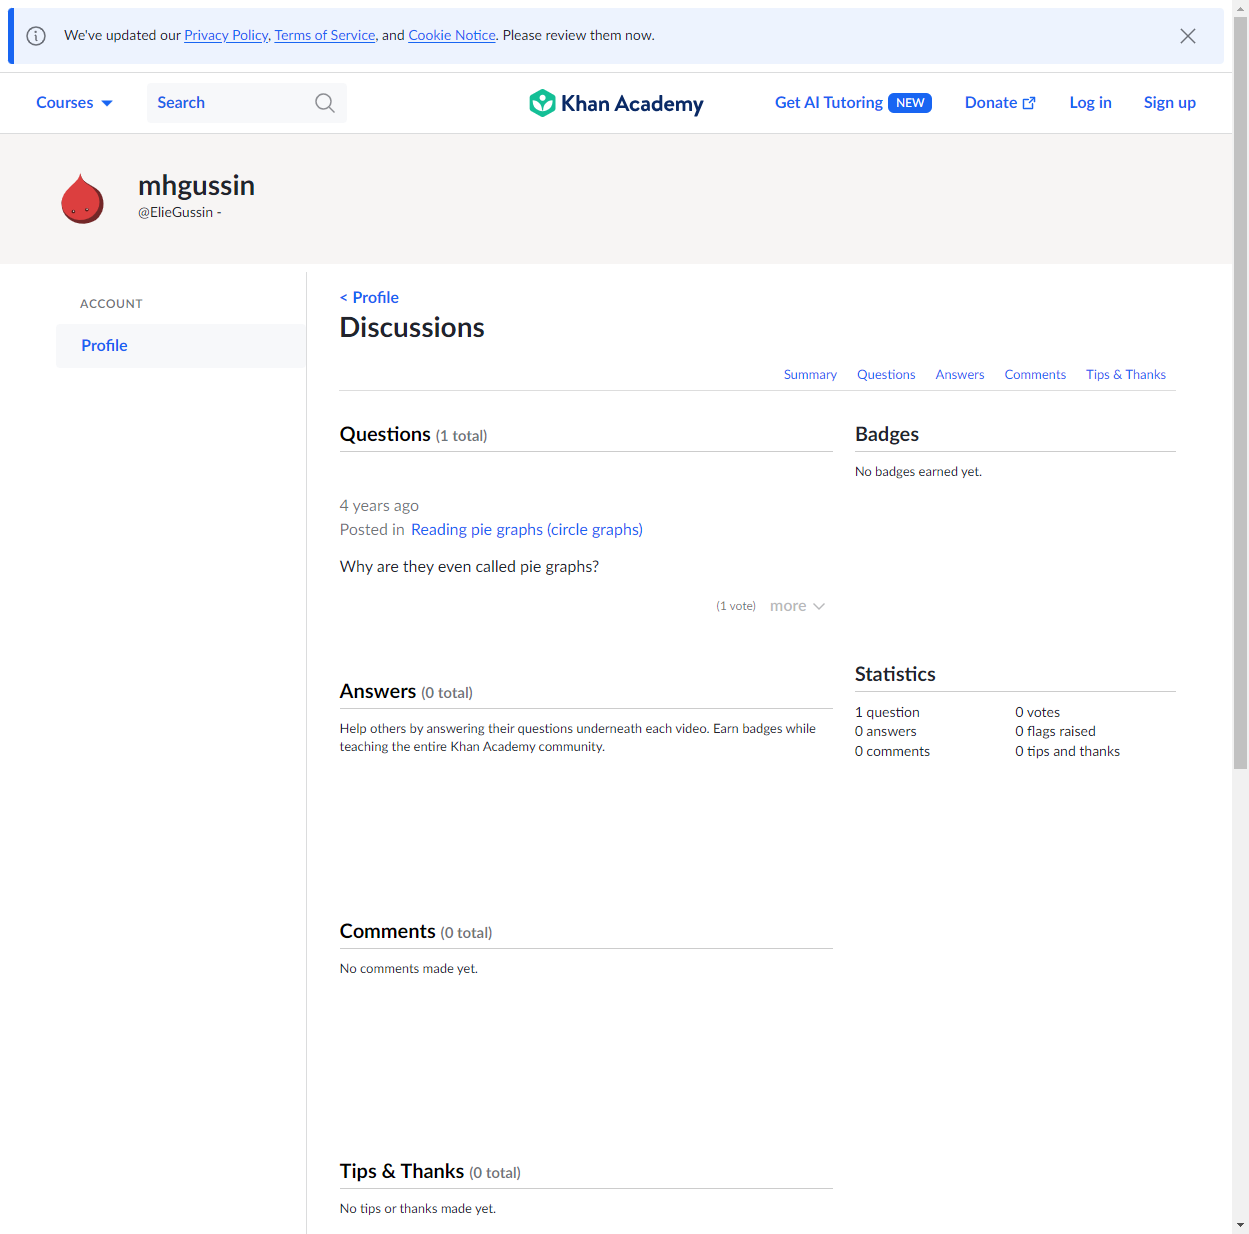 We've updated our Privacy Policy, Terms of Service, and Cookie Notice. Please review them now.
Courses
Search
Khan Academy
Get AI Tutoring NEW
Donate
Log in
Sign up
mhgussin
@ElieGussin -
ACCOUNT
Profile
< Profile
Discussions
Summary
Questions
Answers
Comments
Tips & Thanks
Questions (1 total)
4 years ago
Posted in Reading pie graphs (circle graphs)
Why are they even called pie graphs?
(1 vote)
more
Badges
No badges earned yet.
Answers (0 total)
Help others by answering their questions underneath each video. Earn badges while
teaching the entire Khan Academy community.
Statistics
1 question
0 votes
0 answers
0 flags raised
0 comments
0 tips and thanks
Comments (0 total)
No comments made yet.
Tips & Thanks (0 total)
No tips or thanks made yet.